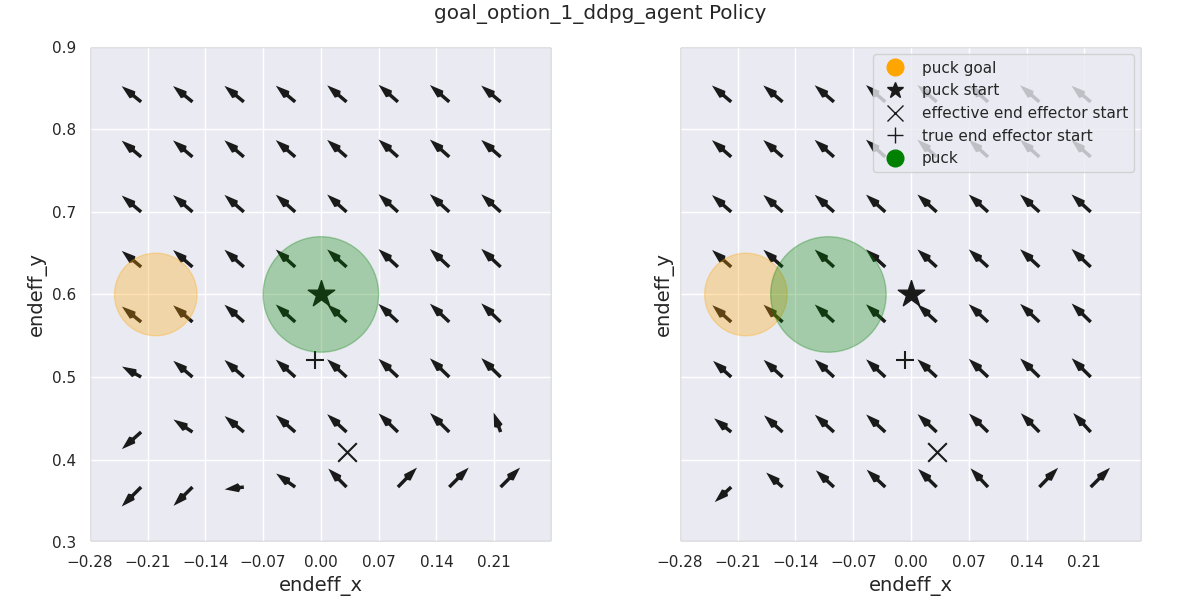 goal_option_1_ddpg_agent Policy
0.9
0.8
0.7
0.6
0.5
0.4
0.3
endeff_y
−0.28 −0.21 −0.14 −0.07 0.00 0.07 0.14 0.21
endeff_x
puck goal
puck start
effective end effector start
true end effector start
puck
endeff_y
−0.28 −0.21 −0.14 −0.07 0.00 0.07 0.14 0.21
endeff_x